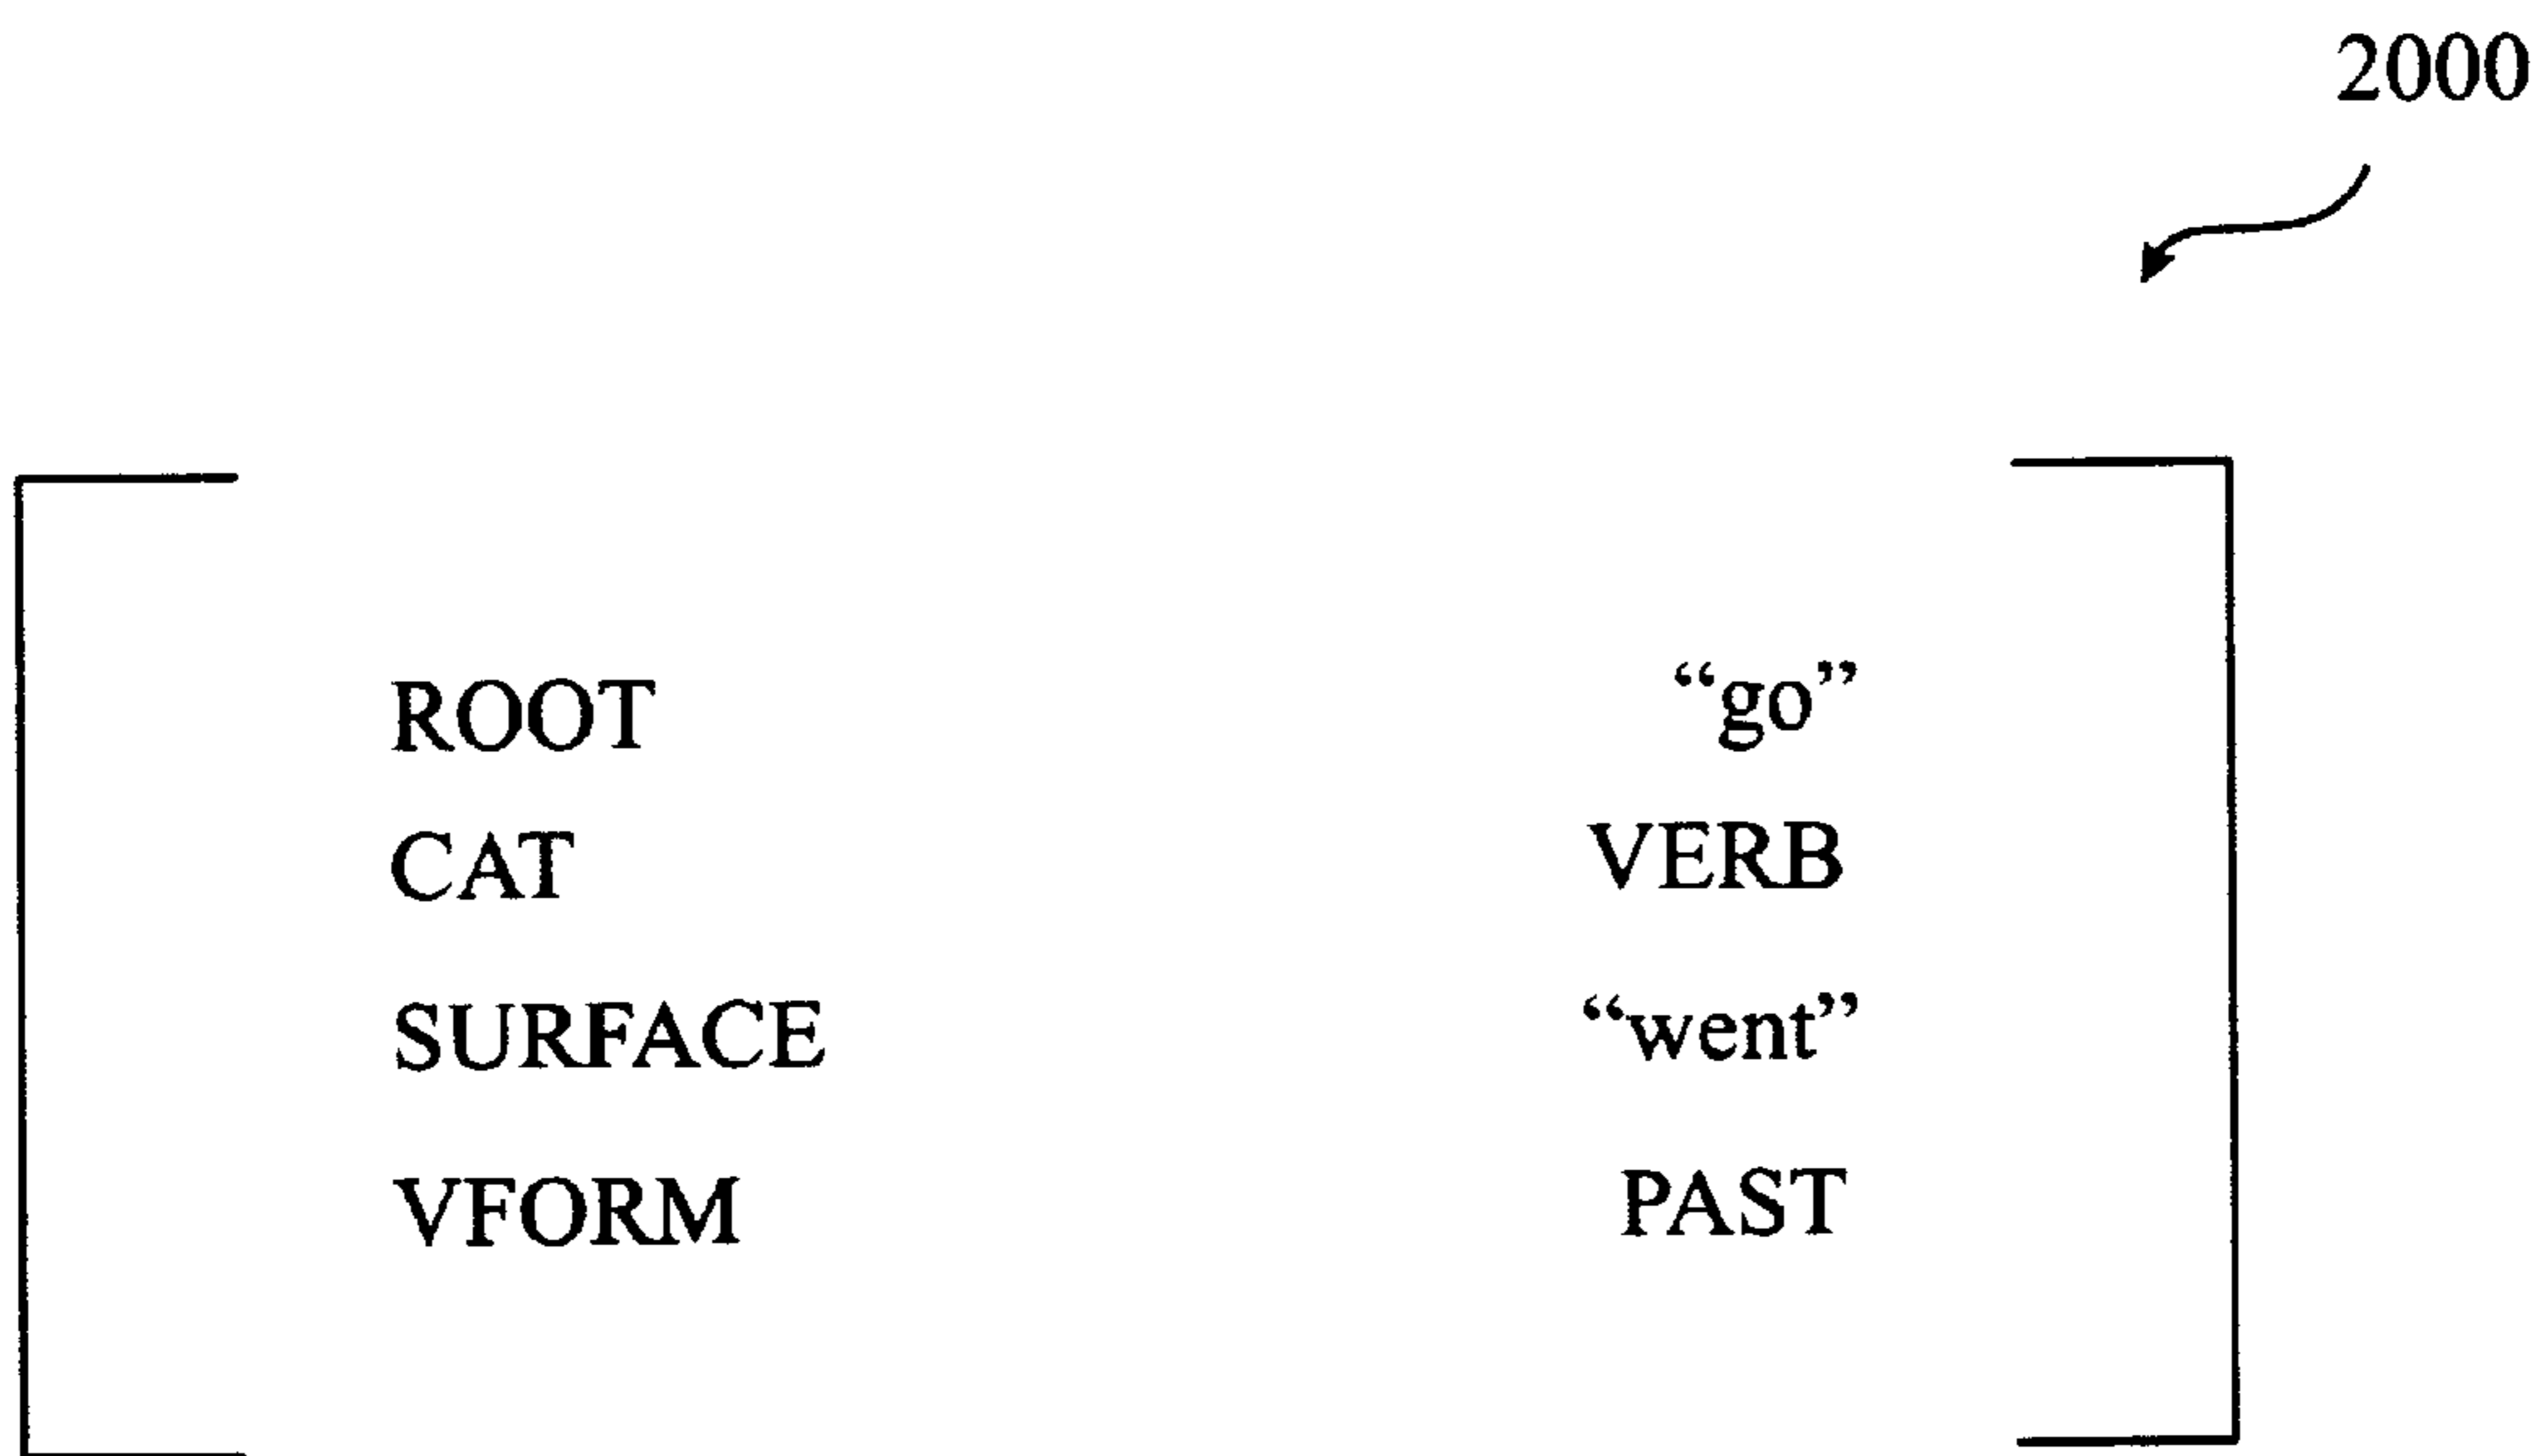 2000
ROOT “go”
CAT VERB
SURFACE “went”
VFORM PAST